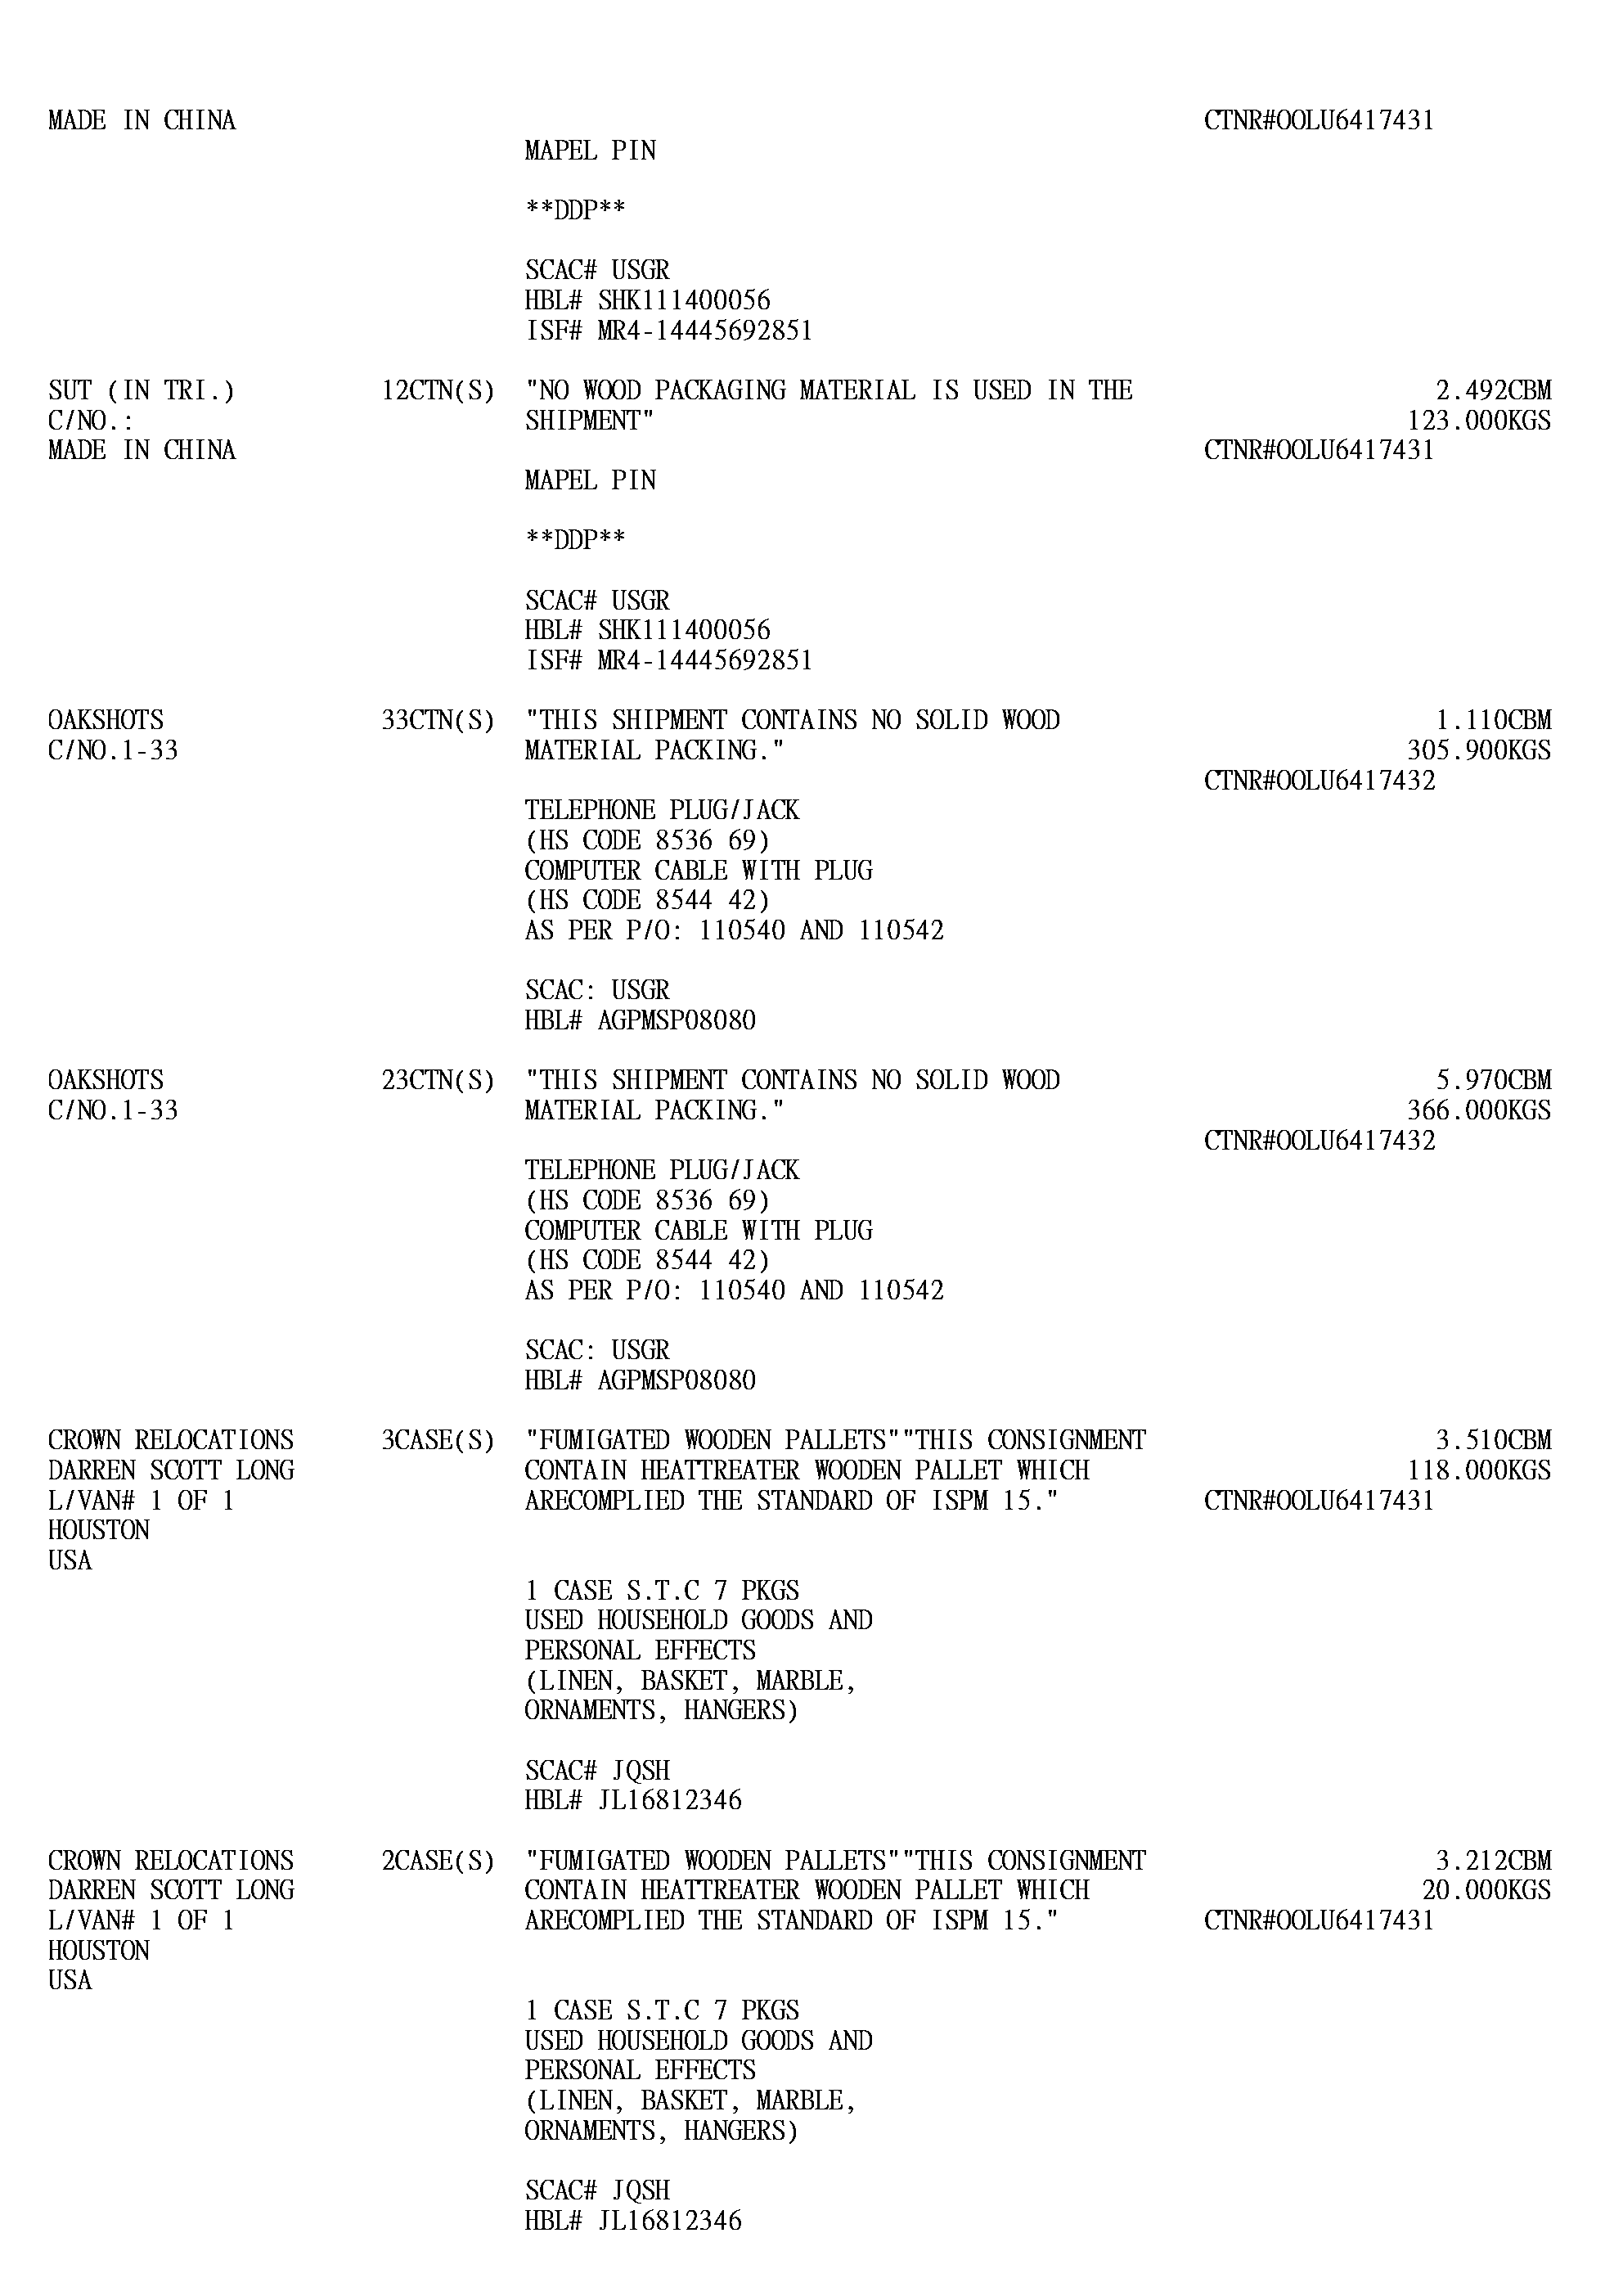 MADE IN CHINA CTNR#OOLU6417431
MAPEL PIN
**DDP**
SCAC# USGR
HBL# SHK111400056
ISF# MR4-14445692851
SUT (IN TRI.) 12CTN(S) "NO WOOD PACKAGING MATERIAL IS USED IN THE 2.492CBM
C/NO.: SHIPMENT" 123.000KGS
MADE IN CHINA CTNR#OOLU6417431
MAPEL PIN
**DDP**
SCAC# USGR
HBL# SHK111400056
ISF# MR4-14445692851
OAKSHOTS 33CTN(S) "THIS SHIPMENT CONTAINS NO SOLID WOOD 1.110CBM
C/NO.1-33 MATERIAL PACKING." 305.900KGS
CTNR#OOLU6417432
TELEPHONE PLUG/JACK
(HS CODE 8536 69)
COMPUTER CABLE WITH PLUG
(HS CODE 8544 42)
AS PER P/O: 110540 AND 110542
SCAC: USGR
HBL# AGPMSP08080
OAKSHOTS 23CTN(S) "THIS SHIPMENT CONTAINS NO SOLID WOOD 5.970CBM
C/NO.1-33 MATERIAL PACKING." 366.000KGS
CTNR#OOLU6417432
TELEPHONE PLUG/JACK
(HS CODE 8536 69)
COMPUTER CABLE WITH PLUG
(HS CODE 8544 42)
AS PER P/O: 110540 AND 110542
SCAC: USGR
HBL# AGPMSP08080
CROWN RELOCATIONS 3CASE(S) "FUMIGATED WOODEN PALLETS""THIS CONSIGNMENT 3.510CBM
DARREN SCOTT LONG CONTAIN HEATTREATER WOODEN PALLET WHICH 118.000KGS
L/VAN# 1 OF 1 ARECOMPLIED THE STANDARD OF ISPM 15." CTNR#OOLU6417431
HOUSTON
USA
1 CASE S.T.C 7 PKGS
USED HOUSEHOLD GOODS AND
PERSONAL EFFECTS
(LINEN, BASKET, MARBLE,
ORNAMENTS, HANGERS)
SCAC# JQSH
HBL# JL16812346
CROWN RELOCATIONS 2CASE(S) "FUMIGATED WOODEN PALLETS""THIS CONSIGNMENT 3.212CBM
DARREN SCOTT LONG CONTAIN HEATTREATER WOODEN PALLET WHICH 20.000KGS
L/VAN# 1 OF 1 ARECOMPLIED THE STANDARD OF ISPM 15." CTNR#OOLU6417431
HOUSTON
USA
1 CASE S.T.C 7 PKGS
USED HOUSEHOLD GOODS AND
PERSONAL EFFECTS
(LINEN, BASKET, MARBLE,
ORNAMENTS, HANGERS)
SCAC# JQSH
HBL# JL16812346